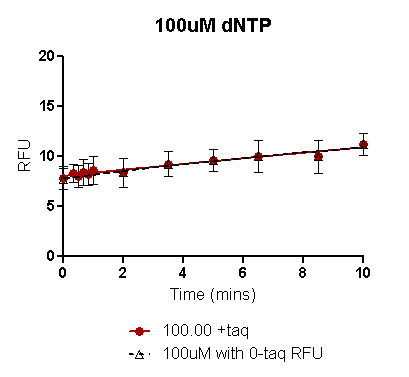 100uM dNTP
20
15
10
5
0
RFU
0 2 4 6 8 10
Time (mins)
100.00 +taq
100uM with 0-taq RFU